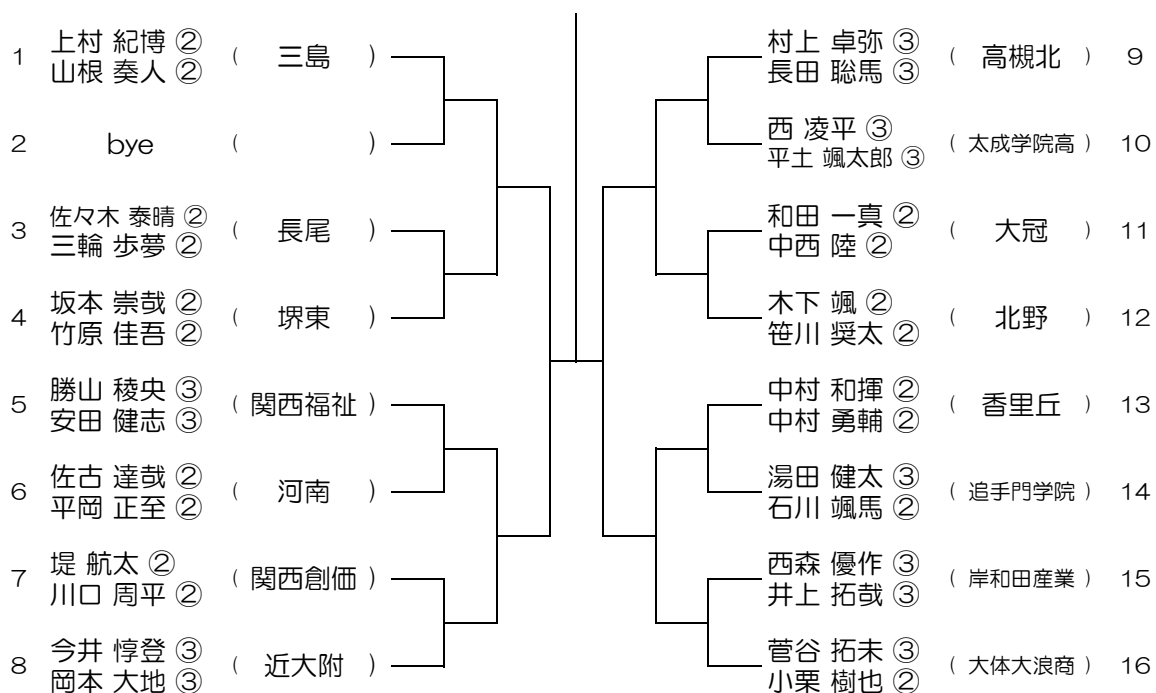 1 上村 紀博 ② ( 三島 )
山根 奏人 ②
2 bye ( )
3 佐々木 泰晴 ② ( 長尾 )
三輪 歩夢 ②
4 坂本 崇哉 ② ( 堺東 )
竹原 佳吾 ②
5 勝山 稜央 ③ ( 関西福祉 )
安田 健志 ③
6 佐古 達哉 ② ( 河南 )
平岡 正至 ②
7 堤 航太 ② ( 関西創価 )
川口 周平 ②
8 今井 惇登 ③ ( 近大附 )
岡本 大地 ③
村上 卓弥 ③ ( 高槻北 ) 9
長田 聡馬 ③
西 凌平 ③ ( 太成学院高 ) 10
平土 颯太郎 ③
和田 一真 ② ( 大冠 ) 11
中西 陸 ②
木下 颯 ② ( 北野 ) 12
笹川 奨太 ②
中村 和揮 ② ( 香里丘 ) 13
中村 勇輔 ②
湯田 健太 ③ ( 追手門学院 ) 14
石川 颯馬 ②
西森 優作 ③ ( 岸和田産業 ) 15
井上 拓哉 ③
菅谷 拓未 ③ ( 大体大浪商 ) 16
小栗 樹也 ②